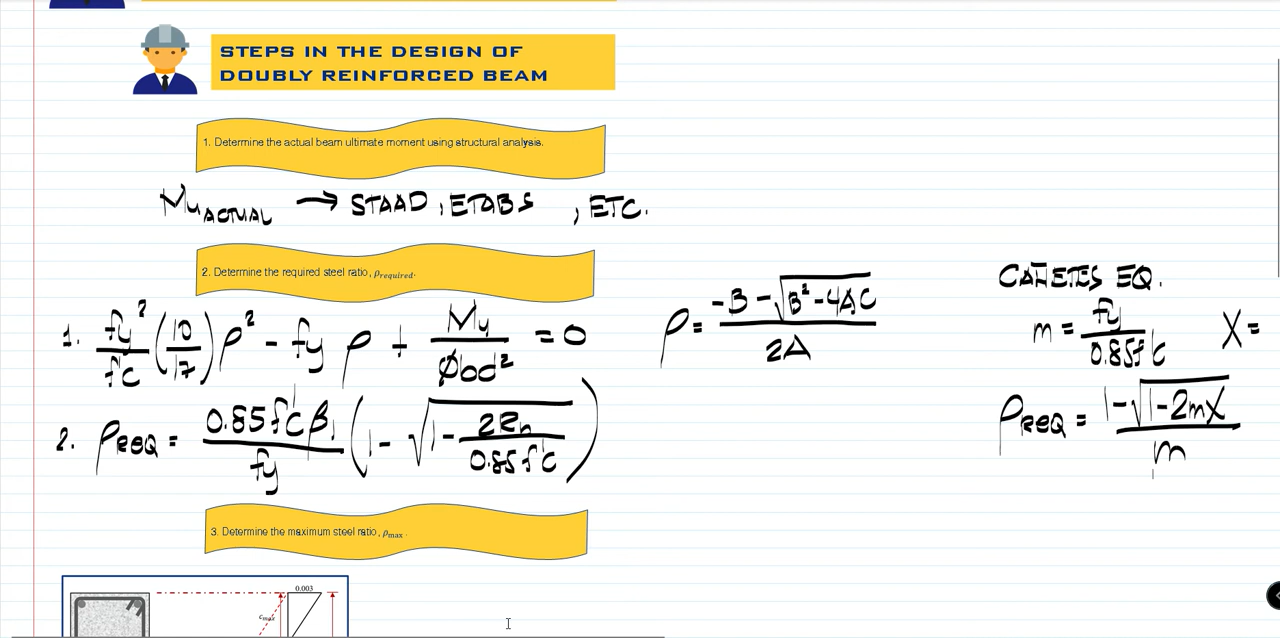 STEPS IN THE DESIGN OF
DOUBLY REINFORCED BEAM
1. Determine the actual beam ultimate moment using structural analysis.
Mu ACTUAL → STAAD, ETABS, ETC.
2. Determine the required steel ratio, ρrequired.
1. fy²/f'c (10/17) ρ² - fy ρ + Mu/Øbd² = 0
ρ = (-B - √(B² - 4AC))/2A
2. ρREQ = 0.85f'cβ1/fy (1 - √(1 - 2Rn/0.85f'c))
CAÑETES EQ.
m = fy/0.85f'c X =
ρREQ = (1 - √(1 - 2mX))/m
3. Determine the maximum steel ratio, ρmax.
0.003
cmax